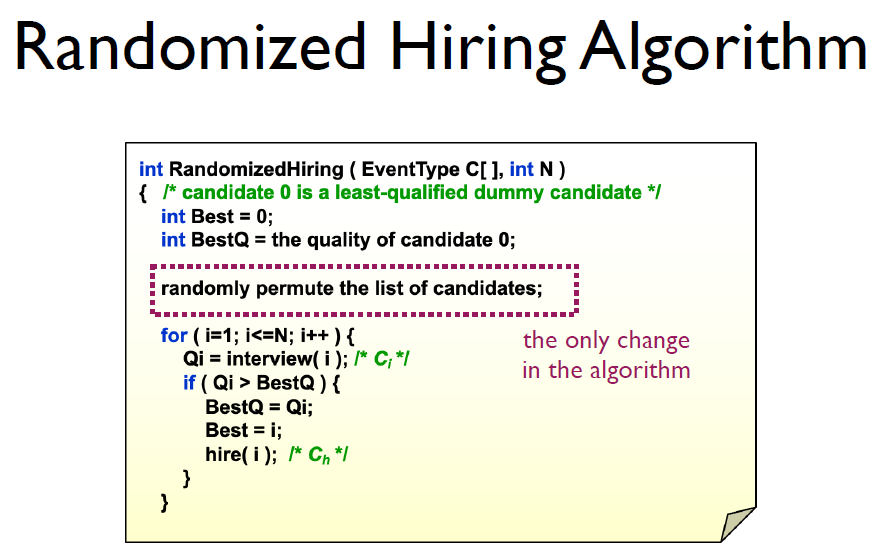 Randomized Hiring Algorithm
int RandomizedHiring ( EventType C[ ], int N )
{ /* candidate 0 is a least-qualified dummy candidate */
int Best = 0;
int BestQ = the quality of candidate 0;
randomly permute the list of candidates;
for ( i=1; i<=N; i++ ) {
Qi = interview( i ); /* Ci */
if ( Qi > BestQ ) {
BestQ = Qi;
Best = i;
hire( i ); /* Ch */
}
}
the only change
in the algorithm